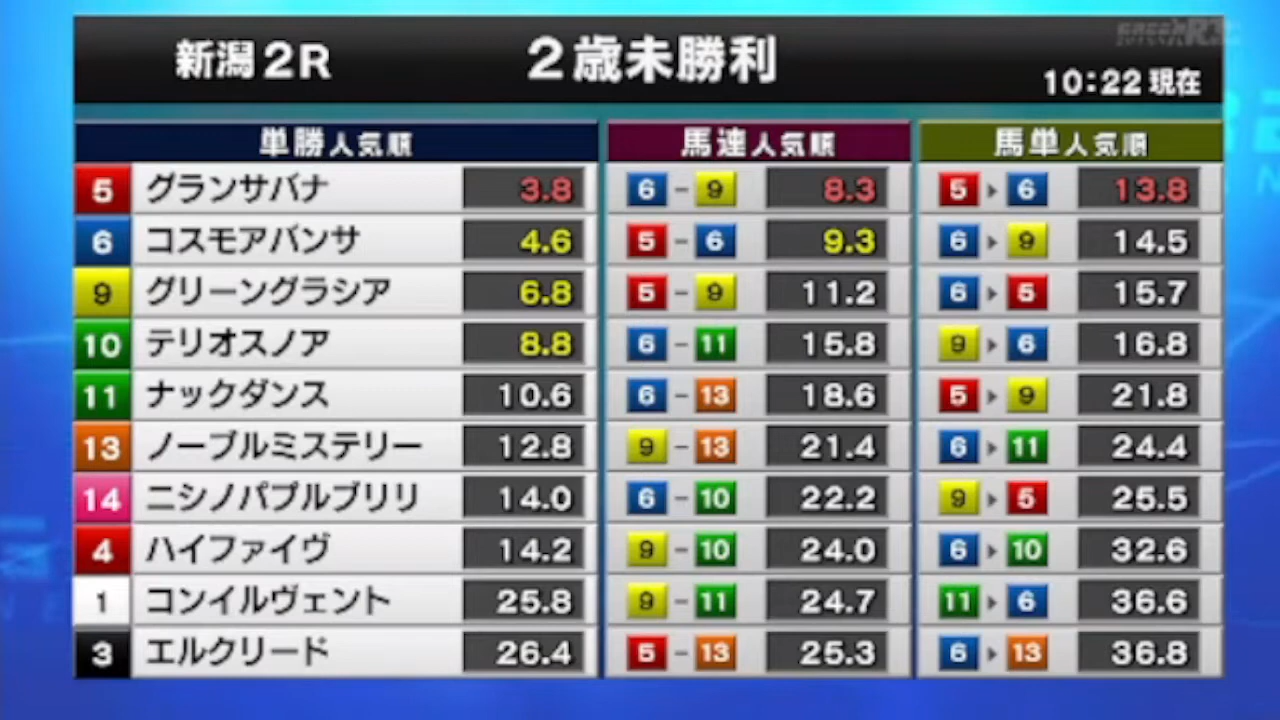 新潟2R 2歳未勝利 10:22現在
単勝人気順 馬連人気順 馬単人気順
5 グランサバナ 3.8 6-9 8.3 5▸6 13.8
6 コスモアバンサ 4.6 5-6 9.3 6▸9 14.5
9 グリーングラシア 6.8 5-9 11.2 6▸5 15.7
10 テリオスノア 8.8 6-11 15.8 9▸6 16.8
11 ナックダンス 10.6 6-13 18.6 5▸9 21.8
13 ノーブルミステリー 12.8 9-13 21.4 6▸11 24.4
14 ニシノパプルブリリ 14.0 6-10 22.2 9▸5 25.5
4 ハイファイヴ 14.2 9-10 24.0 6▸10 32.6
1 コンイルヴェント 25.8 9-11 24.7 11▸6 36.6
3 エルクリード 26.4 5-13 25.3 6▸13 36.8